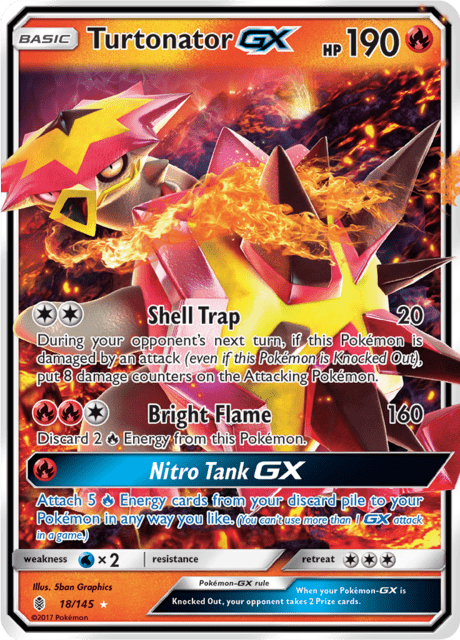 BASIC Turtonator GX HP 190
Shell Trap 20
During your opponent's next turn, if this Pokémon is
damaged by an attack (even if this Pokémon is Knocked Out),
put 8 damage counters on the Attacking Pokémon.
Bright Flame 160
Discard 2 Energy from this Pokémon.
Nitro Tank GX
Attach 5 Energy cards from your discard pile to your
Pokémon in any way you like. (You can't use more than 1 GX attack
in a game.)
weakness ×2 resistance retreat
Illus. 5ban Graphics
18/145
©2017 Pokémon
Pokémon-GX rule
When your Pokémon-GX is
Knocked Out, your opponent takes 2 Prize cards.